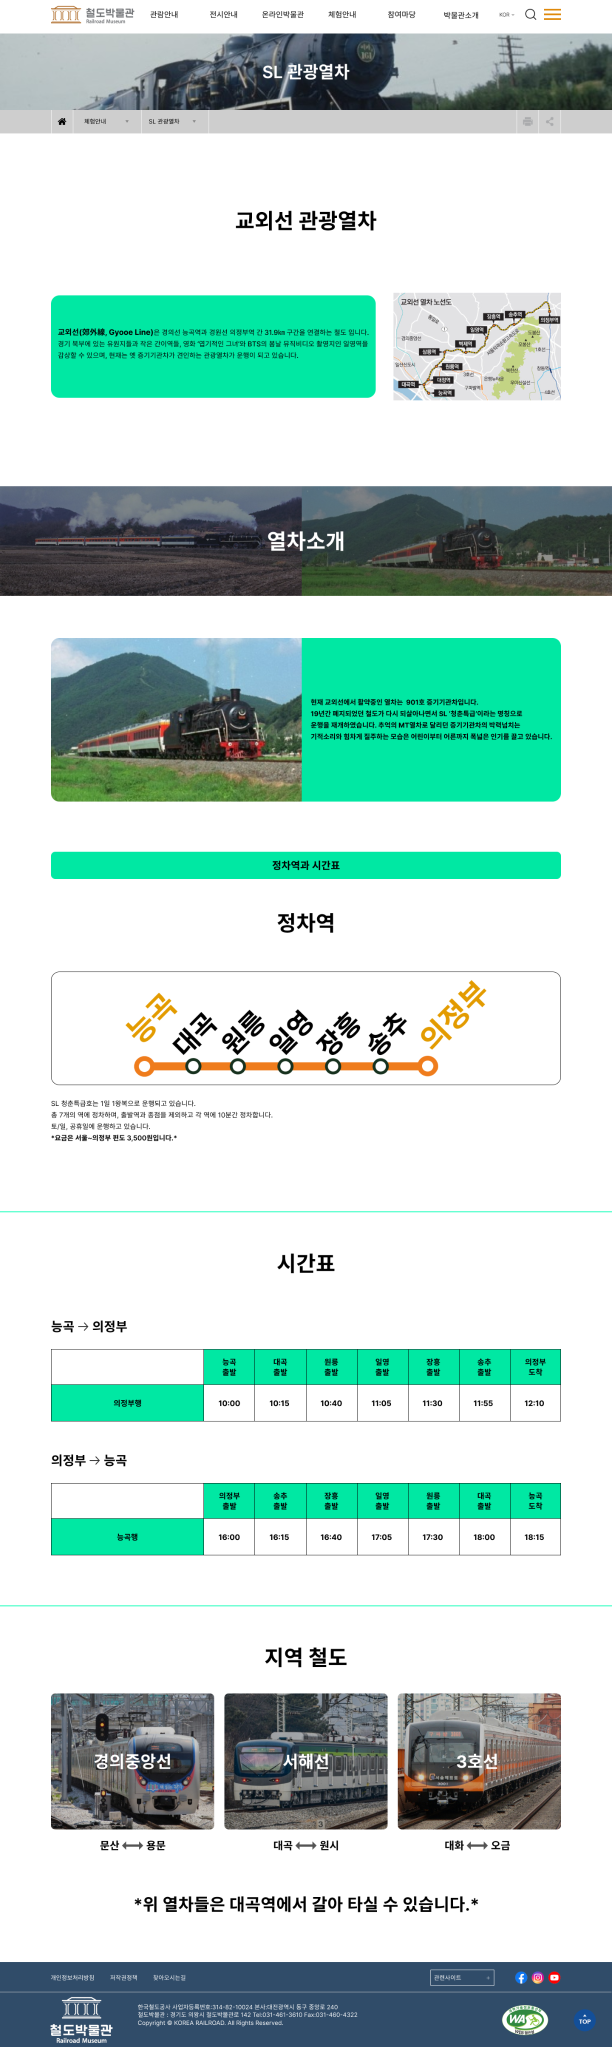 철도박물관
Railroad Museum
관람안내
전시안내
온라인박물관
체험안내
참여마당
박물관소개
KOR
SL 관광열차
체험안내
SL 관광열차
교외선 관광열차
교외선(郊外線, Gyooe Line)은 경의선 능곡역과 경원선 의정부역 간 31.9㎞ 구간을 연결하는 철도 입니다.
경기 북부에 있는 유원지들과 작은 간이역들, 영화 '엽기적인 그녀'와 BTS의 봄날 뮤직비디오 촬영지인 일영역를
감상할 수 있으며, 현재는 옛 증기기관차가 견인하는 관광열차가 운행이 되고 있습니다.
교외선 열차 노선도
장흥역
송추역
의정부역
일영역
벽제역
삼릉역
원릉역
대정역
대곡역
능곡역
열차소개
현재 교외선에서 활약중인 열차는 901호 증기기관차입니다.
19년간 폐지되었던 철도가 다시 되살아나면서 SL '청춘특급'이라는 명칭으로
운행을 재개하였습니다. 추억의 MT열차로 달리던 증기기관차의 박력넘치는
기적소리와 힘차게 질주하는 모습은 어린이부터 어른까지 폭넓은 인기를 끌고 있습니다.
정차역과 시간표
정차역
능곡
대곡
원릉
일영
장흥
송추
의정부
SL 청춘특급호는 1일 1왕복으로 운행되고 있습니다.
총 7개의 역에 정차하며, 출발역과 종점을 제외하고 각 역에 10분간 정차합니다.
토/일, 공휴일에 운행하고 있습니다.
*요금은 서울~의정부 편도 3,500원입니다.*
시간표
능곡 → 의정부
능곡 출발
대곡 출발
원릉 출발
일영 출발
장흥 출발
송추 출발
의정부 도착
의정부행
10:00
10:15
10:40
11:05
11:30
11:55
12:10
의정부 → 능곡
의정부 출발
송추 출발
장흥 출발
일영 출발
원릉 출발
대곡 출발
능곡 도착
능곡행
16:00
16:15
16:40
17:05
17:30
18:00
18:15
지역 철도
경의중앙선
서해선
3호선
문산 ↔ 용문
대곡 ↔ 원시
대화 ↔ 오금
*위 열차들은 대곡역에서 갈아 타실 수 있습니다.*
개인정보처리방침
저작권정책
찾아오시는길
관련사이트
철도박물관
Railroad Museum
한국철도공사 사업자등록번호:314-82-10024 본사:대전광역시 동구 중앙로 240
철도박물관 : 경기도 의왕시 철도박물관로 142 Tel:031-461-3610 Fax:031-460-4322
Copyright © KOREA RAILROAD. All Rights Reserved.
WA
TOP